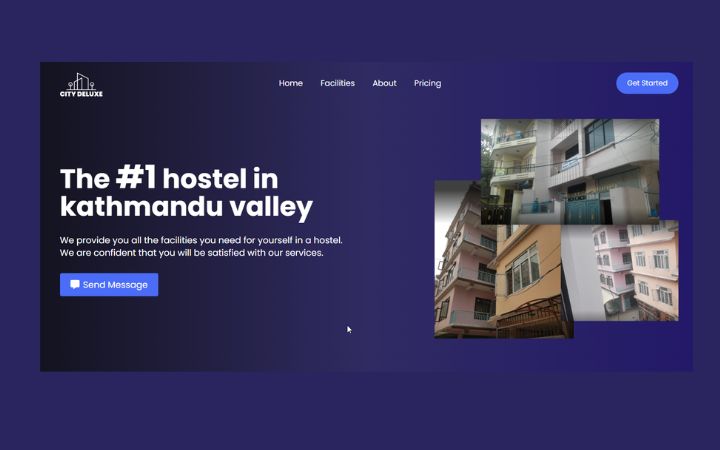 CITY DELUXE
Home Facilities About Pricing
Get Started
The #1 hostel in
kathmandu valley
We provide you all the facilities you need for yourself in a hostel.
We are confident that you will be satisfied with our services.
Send Message